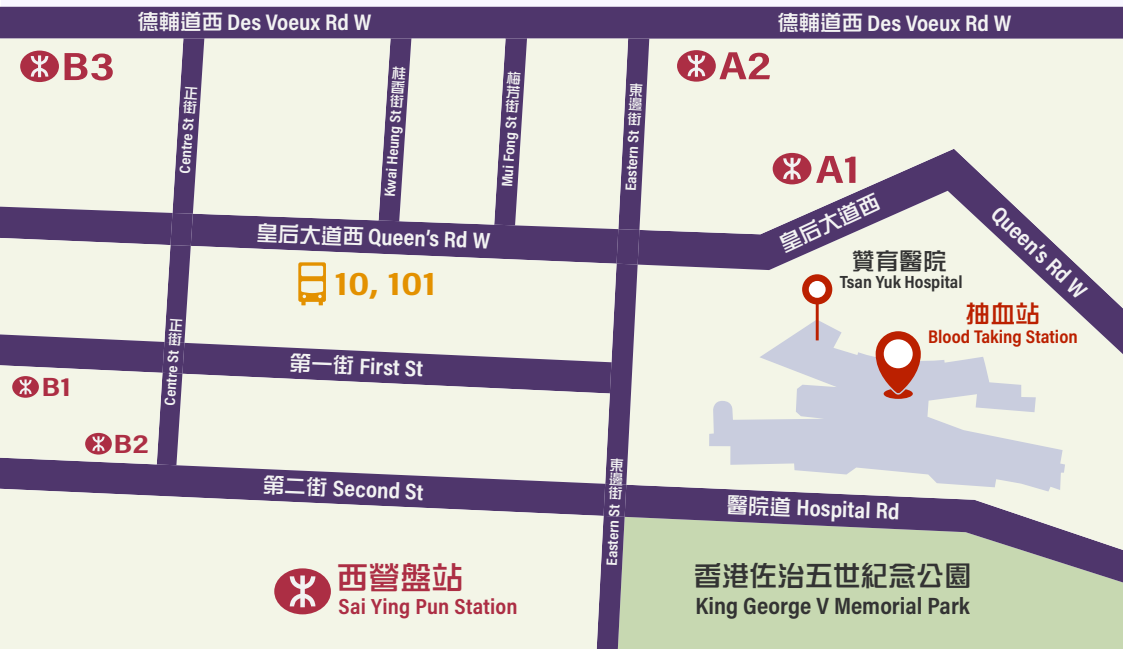 德輔道西 Des Voeux Rd W
德輔道西 Des Voeux Rd W
B3
A2
正街 Centre St
桂香街 Kwai Heung St
梅芳街 Mui Fong St
東邊街 Eastern St
A1
皇后大道西
Queen's Rd W
皇后大道西 Queen's Rd W
贊育醫院
Tsan Yuk Hospital
10, 101
抽血站
Blood Taking Station
正街 Centre St
第一街 First St
B1
B2
第二街 Second St
東邊街 Eastern St
醫院道 Hospital Rd
西營盤站
Sai Ying Pun Station
香港佐治五世紀念公園
King George V Memorial Park